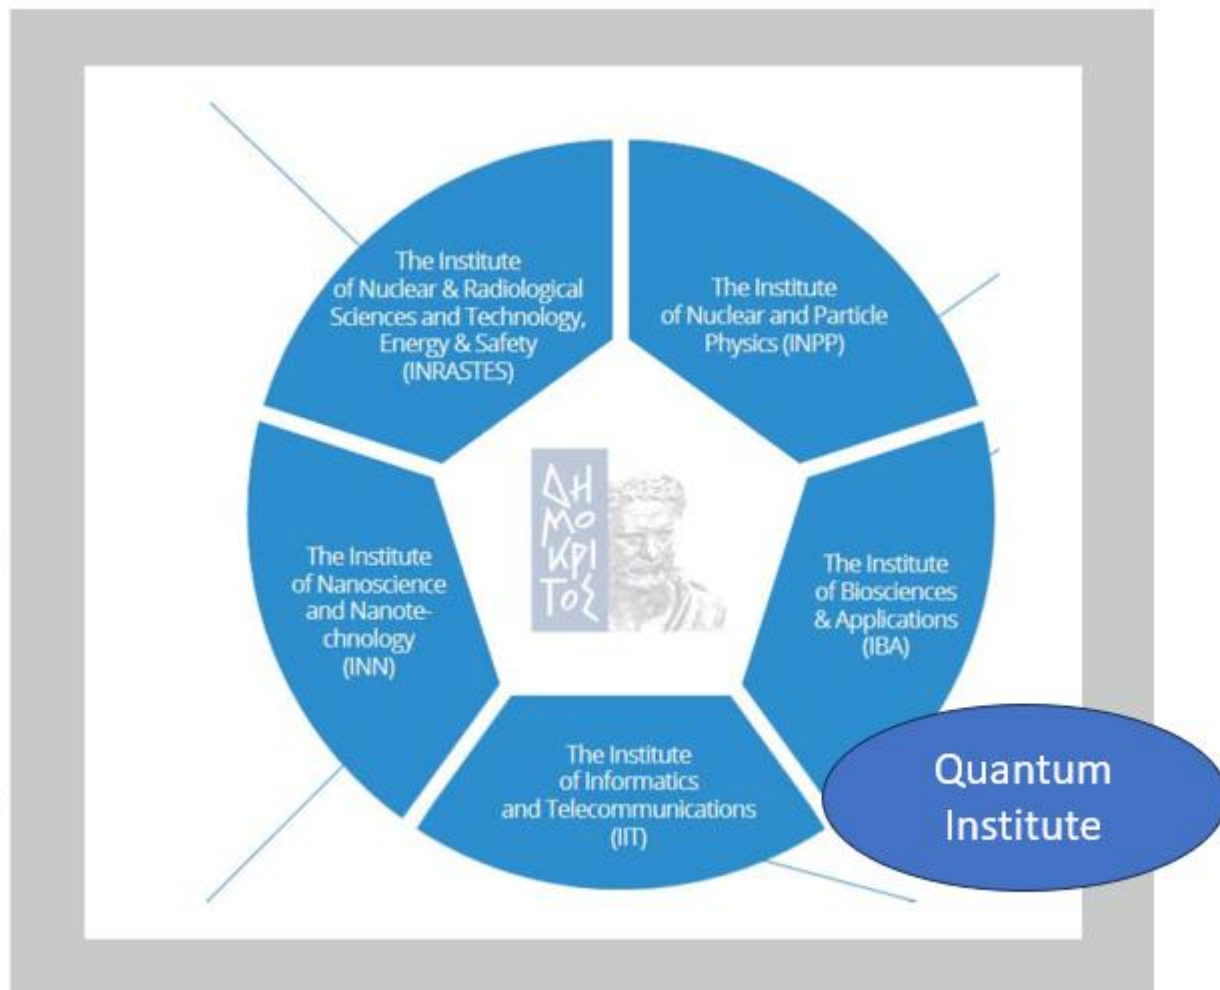 The Institute
of Nuclear & Radiological
Sciences and Technology,
Energy & Safety
(INRASTES)
The Institute
of Nuclear and Particle
Physics (INPP)
ΔΗ
ΜΟ
ΚΡΙ
ΤΟΣ
The Institute
of Nanoscience
and Nanote-
chnology
(INN)
The Institute
of Biosciences
& Applications
(IBA)
The Institute
of Informatics
and Telecommunications
(IIT)
Quantum
Institute